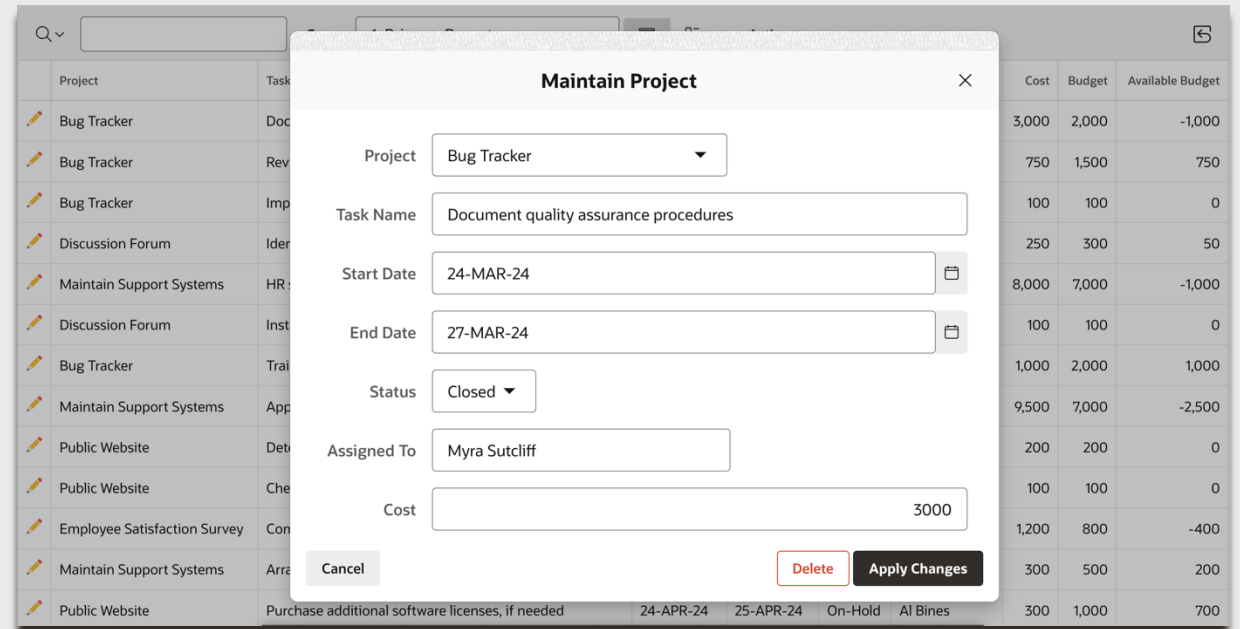 Maintain Project
Project Task Cost Budget Available Budget
Bug Tracker Doc 3,000 2,000 -1,000
Bug Tracker Rev 750 1,500 750
Bug Tracker Imp 100 100 0
Discussion Forum Iden 250 300 50
Maintain Support Systems HR 8,000 7,000 -1,000
Discussion Forum Inst 100 100 0
Bug Tracker Trai 1,000 2,000 1,000
Maintain Support Systems App 9,500 7,000 -2,500
Public Website Det 200 200 0
Public Website Che 100 100 0
Employee Satisfaction Survey Con 1,200 800 -400
Maintain Support Systems Arra 300 500 200
Public Website Purchase additional software licenses, if needed 24-APR-24 25-APR-24 On-Hold Al Bines 300 1,000 700
Project Bug Tracker
Task Name Document quality assurance procedures
Start Date 24-MAR-24
End Date 27-MAR-24
Status Closed
Assigned To Myra Sutcliff
Cost 3000
Cancel Delete Apply Changes